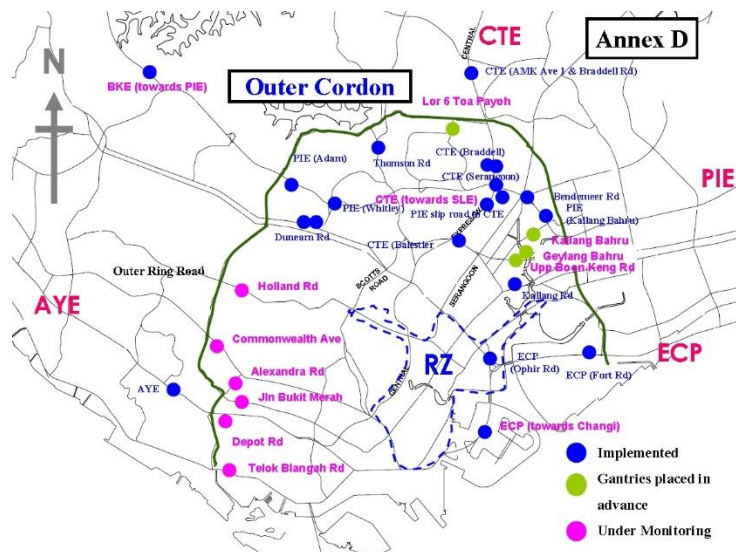 CTE
CENTRAL
Annex D
N
BKE (towards PIE)
Outer Cordon
CTE (AMK Ave 1 & Braddell Rd)
Lor 6 Toa Payoh
PIE (Adam)
Thomson Rd
CTE (Braddell)
CTE (Serangoon)
PIE
CTE (towards SLE)
Bendemeer Rd
PIE (Whitley)
PIE slip road to CTE
PIE
(Kallang Bahru)
Dunearn Rd
EXPRESSWAY
CTE (Balestier
Kallang Bahru
Geylang Bahru
Upp Boon Keng Rd
Outer Ring Road
SCOTTS
ROAD
SERANGOON
AYE
Holland Rd
Kallang Rd
Commonwealth Ave
RZ
ECP
(Ophir Rd)
ECP
ECP (Fort Rd)
Alexandra Rd
CENTRAL
AYE
Jln Bukit Merah
Depot Rd
ECP (towards Changi)
Implemented
Telok Blangah Rd
Gantries placed in
advance
Under Monitoring